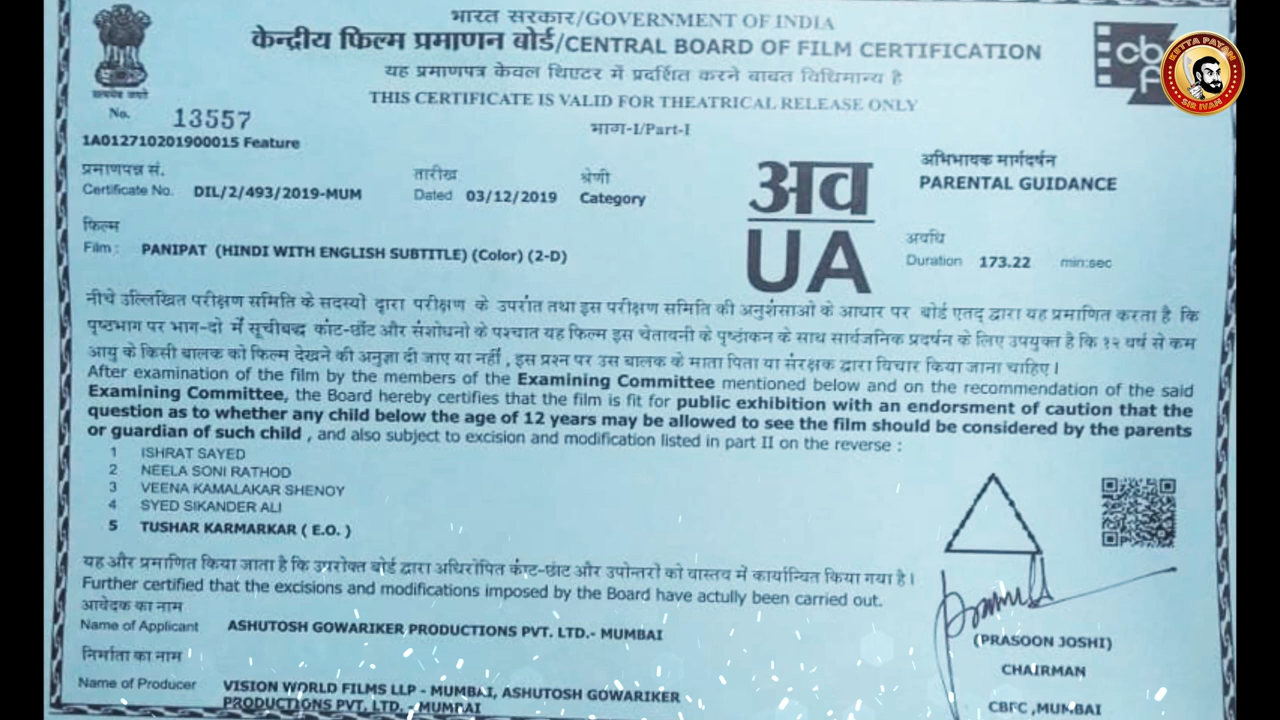 भारत सरकार/GOVERNMENT OF INDIA
केन्द्रीय फिल्म प्रमाणन बोर्ड/CENTRAL BOARD OF FILM CERTIFICATION
यह प्रमाणपत्र केवल थिएटर में प्रदर्शित करने बाबत विधिमान्य है
THIS CERTIFICATE IS VALID FOR THEATRICAL RELEASE ONLY
भाग-I/Part-I
सत्यमेव जयते
cb
KETTA PAYAN
SIR IVAN
No. 13557
1A012710201900015 Feature
प्रमाणपत्र सं.
Certificate No. DIL/2/493/2019-MUM
तारीख
Dated 03/12/2019
श्रेणी
Category
अव
UA
अभिभावक मार्गदर्शन
PARENTAL GUIDANCE
फिल्म
Film : PANIPAT (HINDI WITH ENGLISH SUBTITLE) (Color) (2-D)
अवधि
Duration 173.22 min:sec
नीचे उल्लिखित परीक्षण समिति के सदस्यों द्वारा परीक्षण के उपरांत तथा इस परीक्षण समिति की अनुशंसाओ के आधार पर बोर्ड एतद् द्वारा यह प्रमाणित करता है कि
पृष्ठभाग पर भाग-दो में सूचीबद्ध कांट-छाँट और संशोधनो के पश्चात यह फिल्म इस चेतावनी के पृष्ठांकन के साथ सार्वजनिक प्रदर्शन के लिए उपयुक्त है कि १२ वर्ष से कम
आयु के किसी बालक को फिल्म देखने की अनुज्ञा दी जाए या नहीं , इस प्रश्न पर उस बालक के माता पिता या संरक्षक द्वारा विचार किया जाना चाहिए।
After examination of the film by the members of the Examining Committee mentioned below and on the recommendation of the said
Examining Committee, the Board hereby certifies that the film is fit for public exhibition with an endorsment of caution that the
question as to whether any child below the age of 12 years may be allowed to see the film should be considered by the parents
or guardian of such child , and also subject to excision and modification listed in part II on the reverse :
1 ISHRAT SAYED
2 NEELA SONI RATHOD
3 VEENA KAMALAKAR SHENOY
4 SYED SIKANDER ALI
5 TUSHAR KARMARKAR ( E.O. )
यह और प्रमाणित किया जाता है कि उपरोक्त बोर्ड द्वारा अधिरोपित कांट-छांट और उपोन्तरों को वास्तव में कार्यान्वित किया गया है।
Further certified that the excisions and modifications imposed by the Board have actully been carried out.
आवेदक का नाम
Name of Applicant ASHUTOSH GOWARIKER PRODUCTIONS PVT. LTD.- MUMBAI
निर्माता का नाम
Name of Producer VISION WORLD FILMS LLP - MUMBAI, ASHUTOSH GOWARIKER
PRODUCTIONS PVT. LTD. - MUMBAI
(PRASOON JOSHI)
CHAIRMAN
CBFC ,MUMBAI